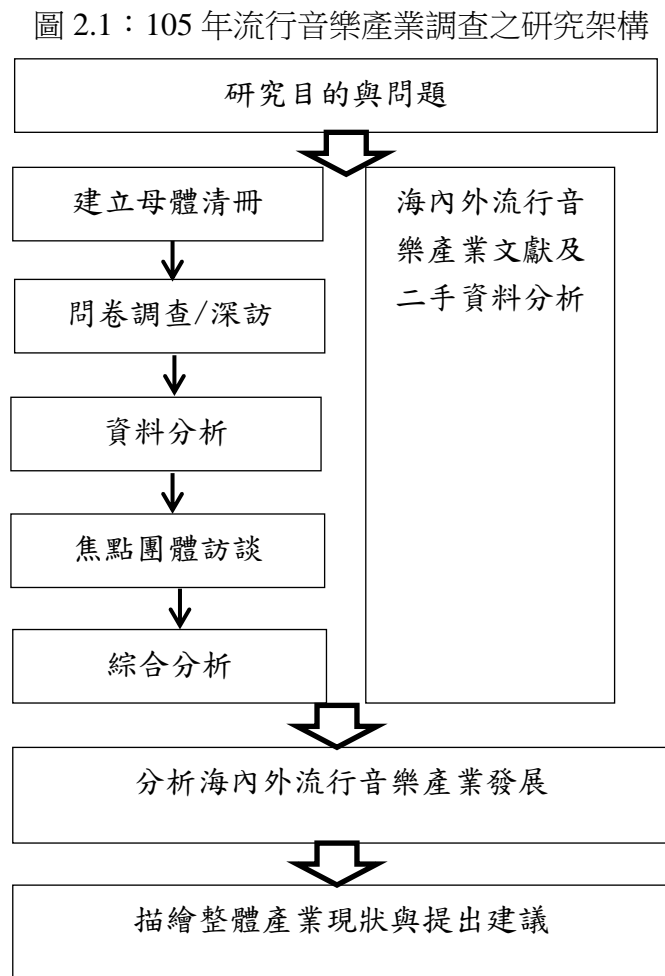 圖 2.1：105 年流行音樂產業調查之研究架構
研究目的與問題
建立母體清冊
問卷調查/深訪
資料分析
焦點團體訪談
綜合分析
海內外流行音
樂產業文獻及
二手資料分析
分析海內外流行音樂產業發展
描繪整體產業現狀與提出建議